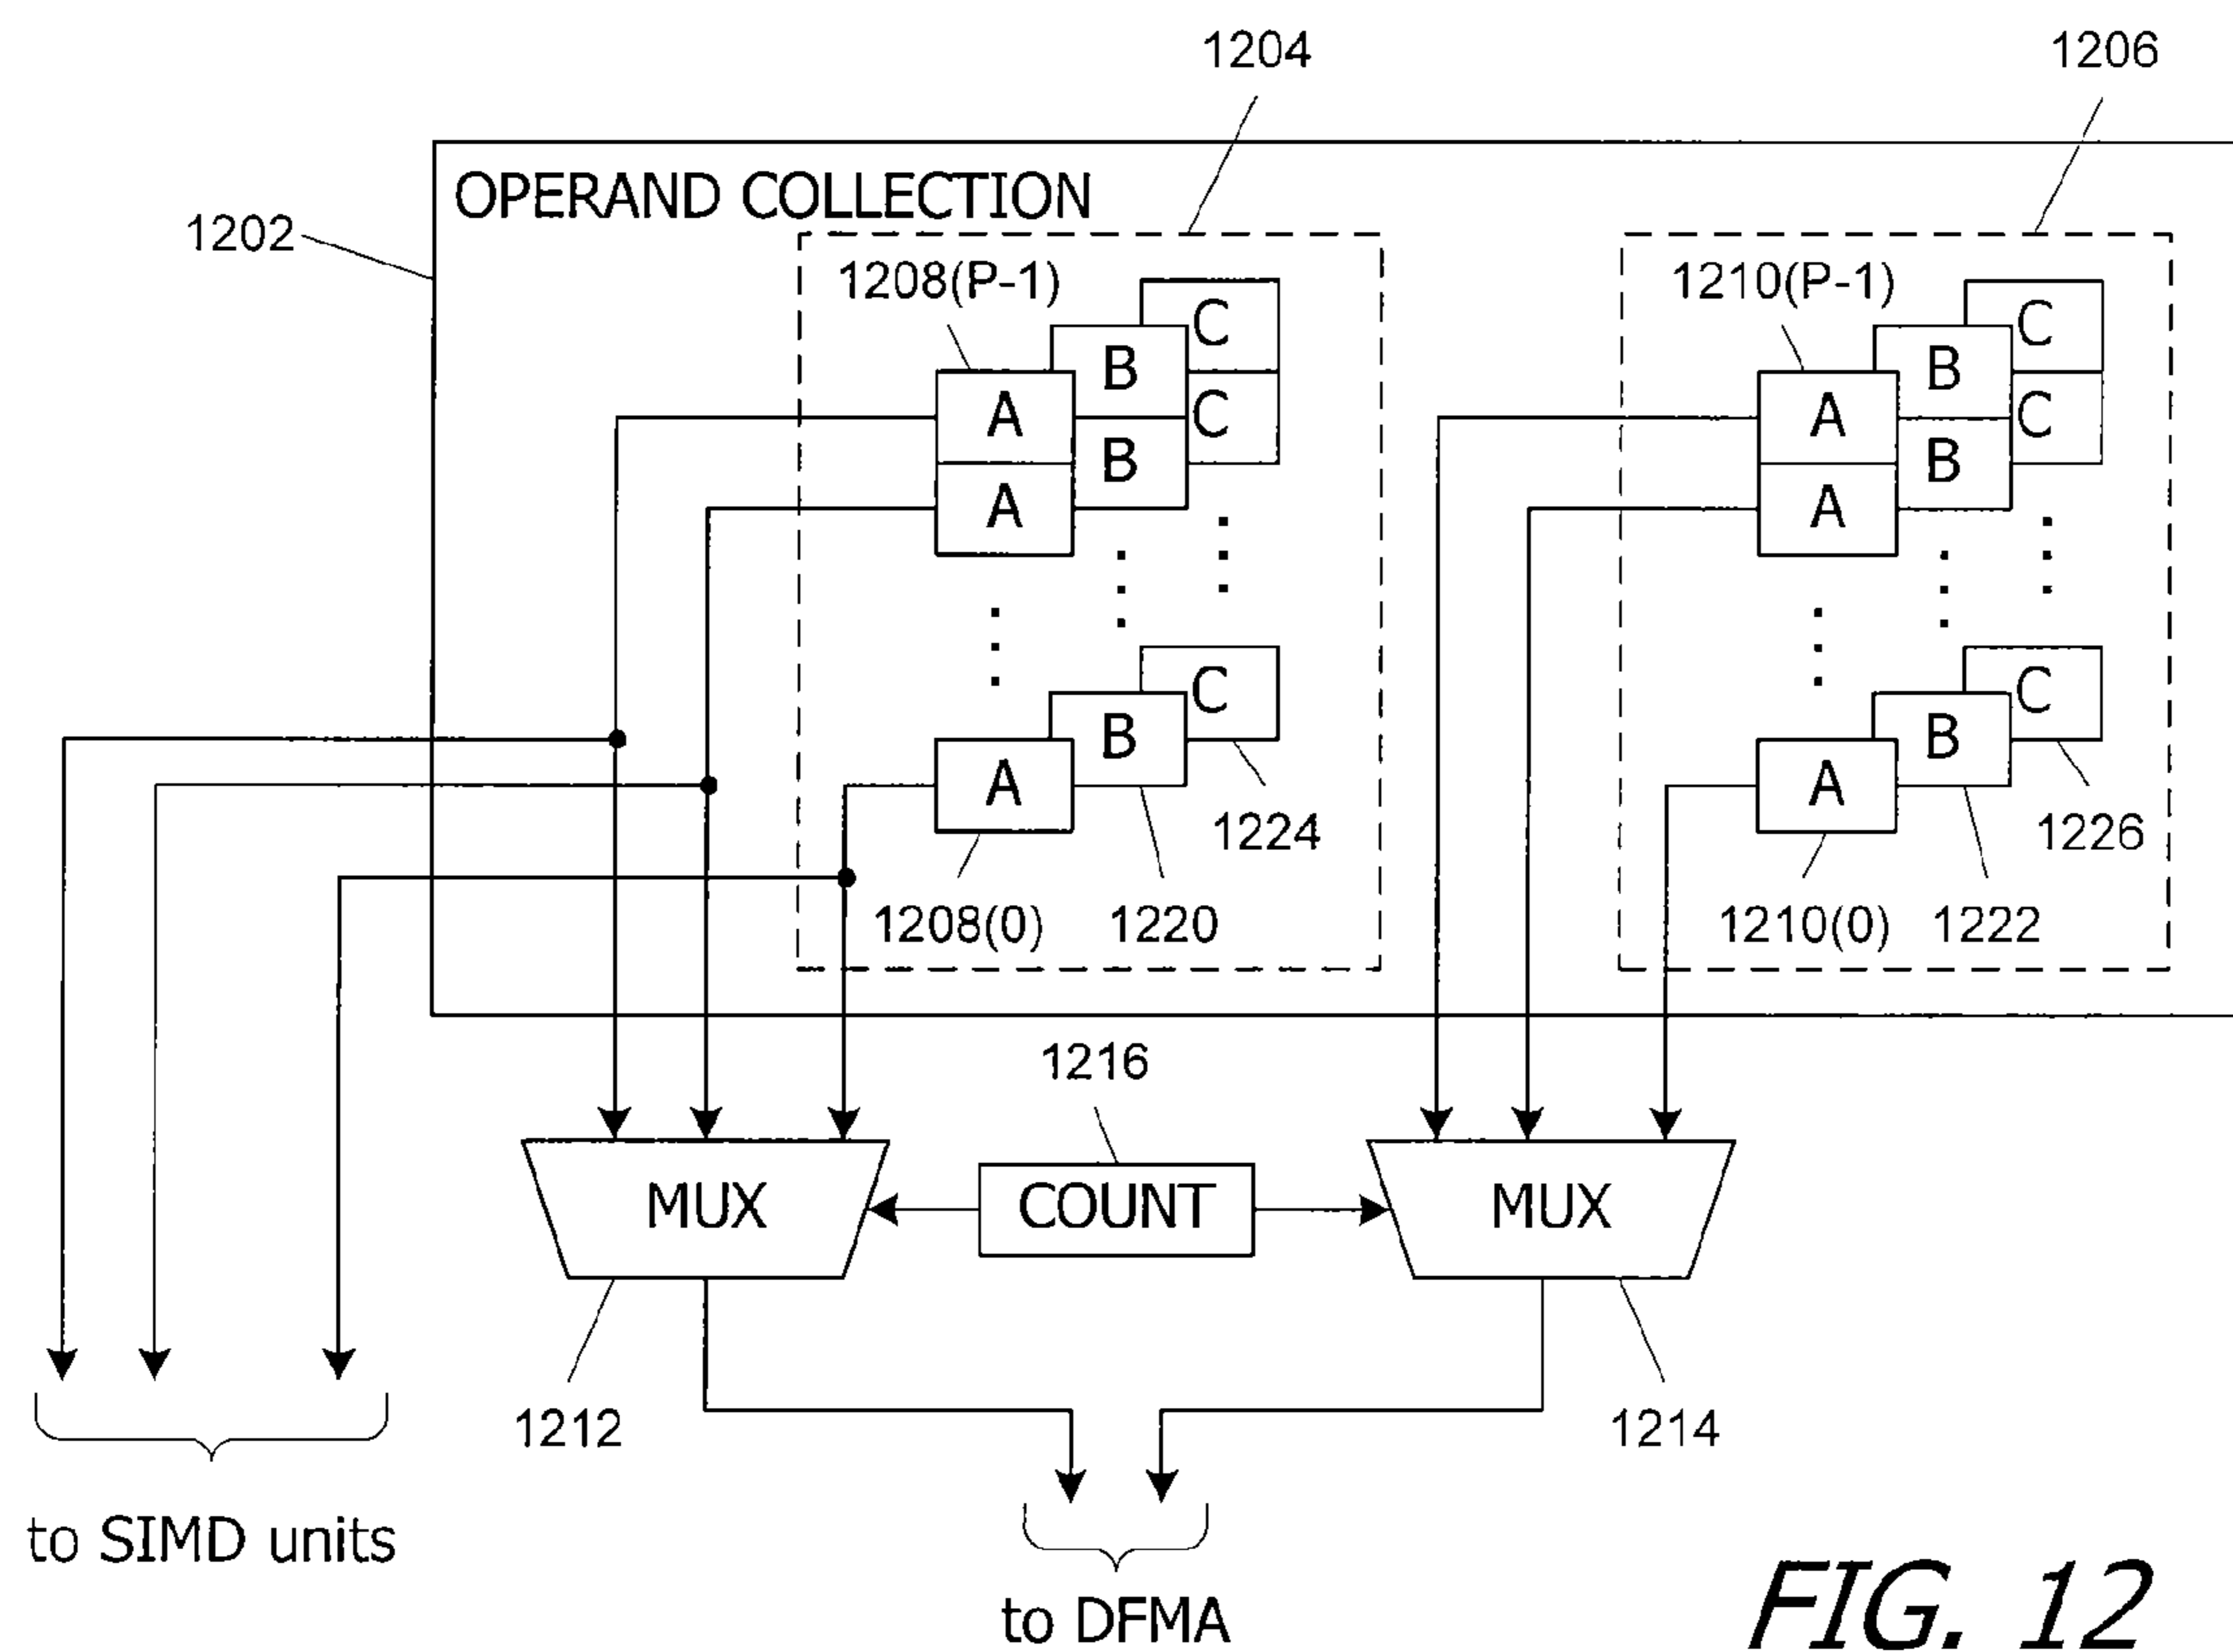 1204
1206
OPERAND COLLECTION
1202
1208(P-1)
1210(P-1)
C
C
B
B
A
A
C
C
B
B
A
A
C
C
B
B
A
A
1224
1226
1208(0)
1220
1210(0)
1222
1216
MUX
COUNT
MUX
1212
1214
to SIMD units
to DFMA
FIG. 12